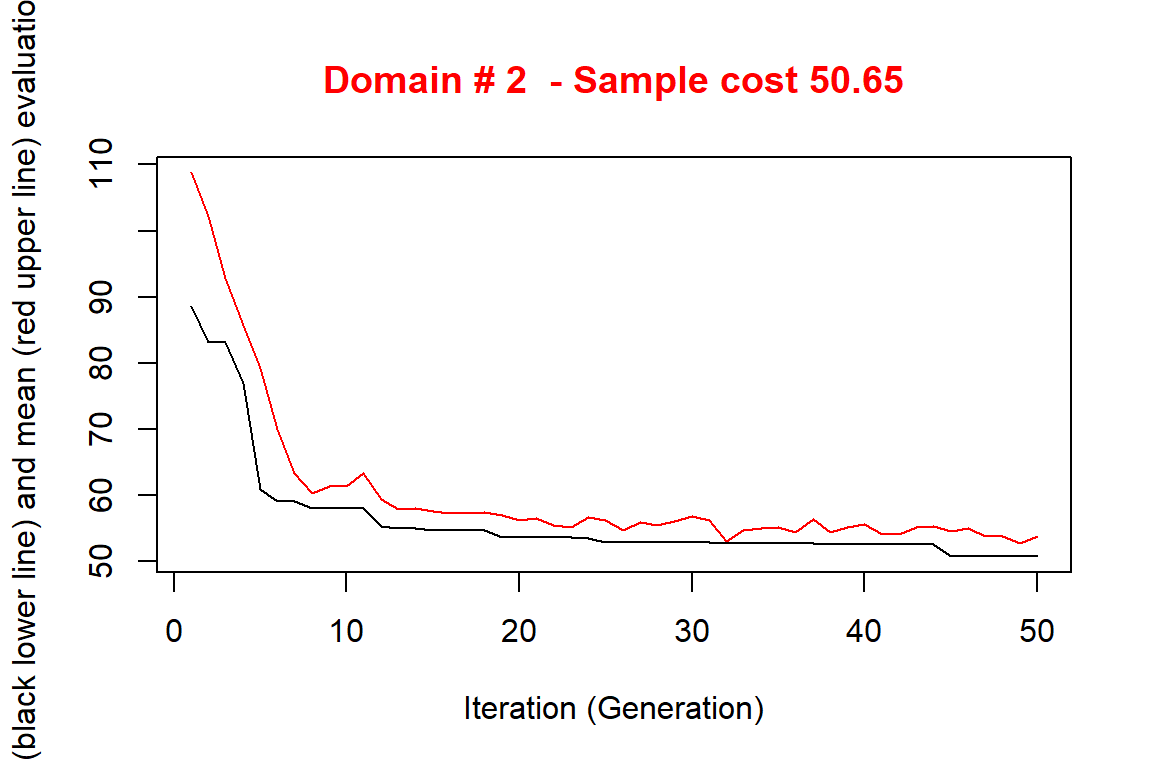 Domain # 2  - Sample cost 50.65
(black lower line) and mean (red upper line) evaluatio
110
90
80
70
60
50
0 10 20 30 40 50
Iteration (Generation)